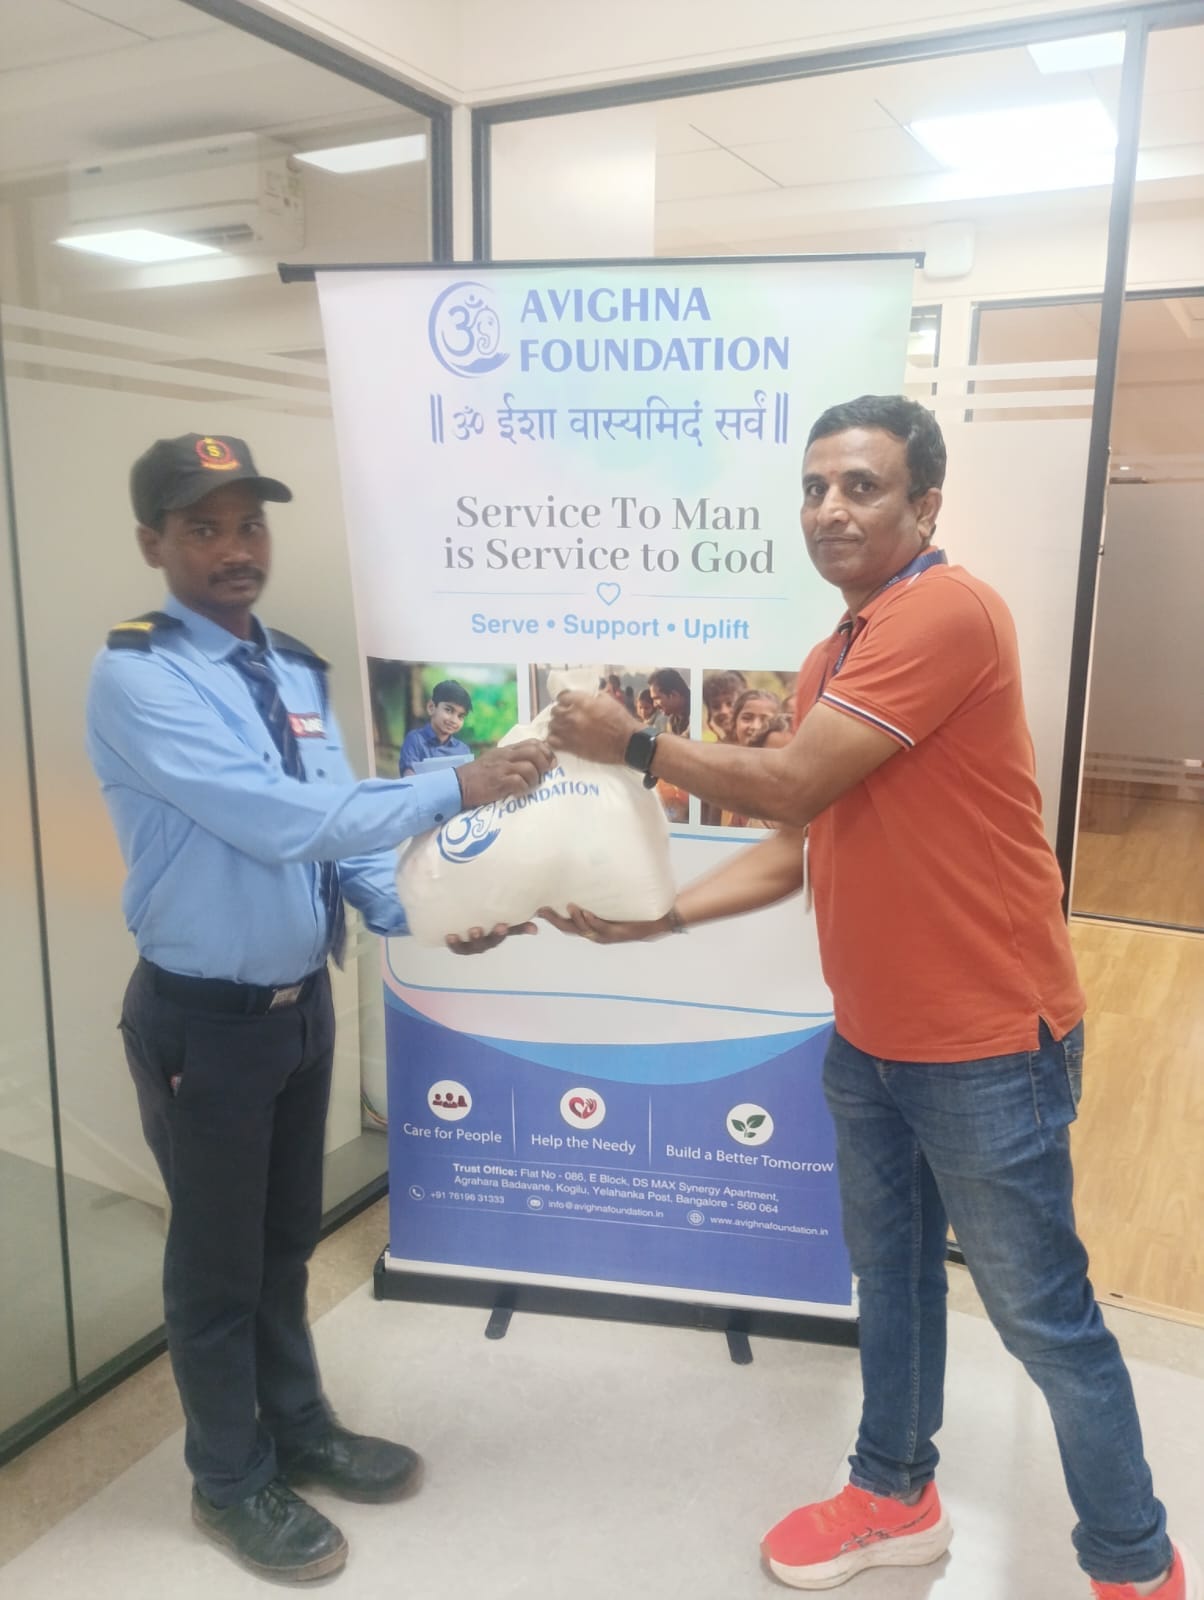 AVIGHNA
FOUNDATION
॥ॐ ईशा वास्यमिदं सर्वं॥
Service To Man
is Service to God
Serve • Support • Uplift
FOUNDATION
Care for People
Help the Needy
Build a Better Tomorrow
Trust Office: Flat No - 086, E Block, DS MAX Synergy Apartment,
Agrahara Badavane, Kogilu, Yelahanka Post, Bangalore - 560 064
+91 76196 31333
info@avighnafoundation.in
www.avighnafoundation.in